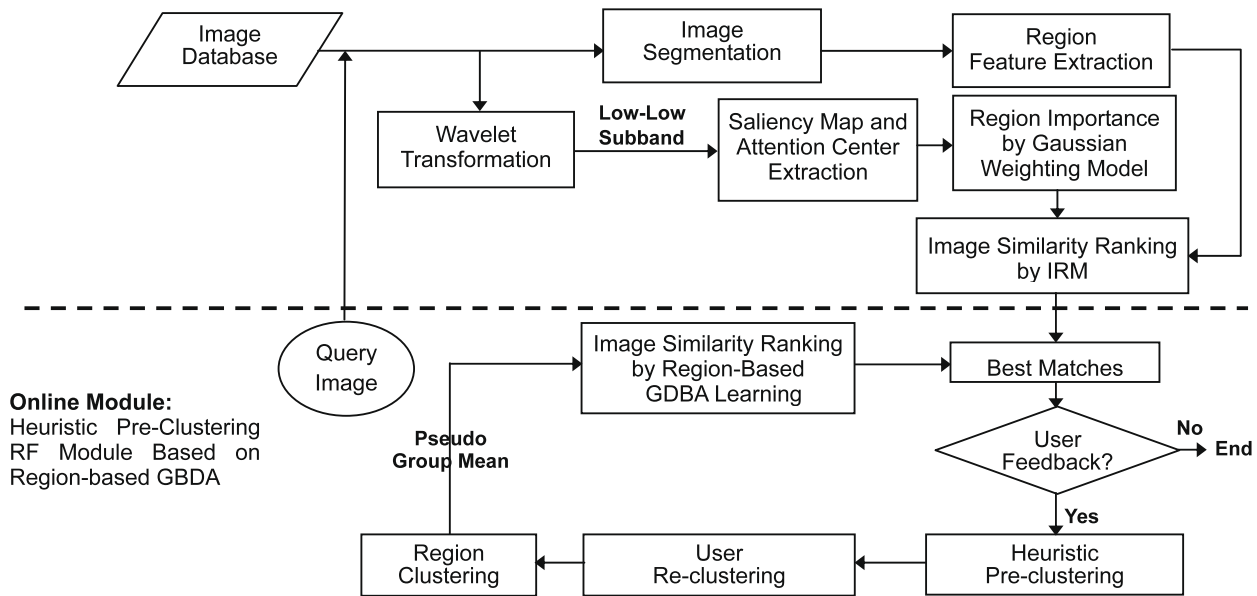 Image
Database
Image
Segmentation
Region
Feature Extraction
Wavelet
Transformation
Low-Low
Subband
Saliency Map and
Attention Center
Extraction
Region Importance
by Gaussian
Weighting Model
Image Similarity Ranking
by IRM
Query
Image
Image Similarity Ranking
by Region-Based
GDBA Learning
Best Matches
Online Module:
Heuristic Pre-Clustering
RF Module Based on
Region-based GBDA
Pseudo
Group Mean
User
Feedback?
No
End
Yes
Region
Clustering
User
Re-clustering
Heuristic
Pre-clustering